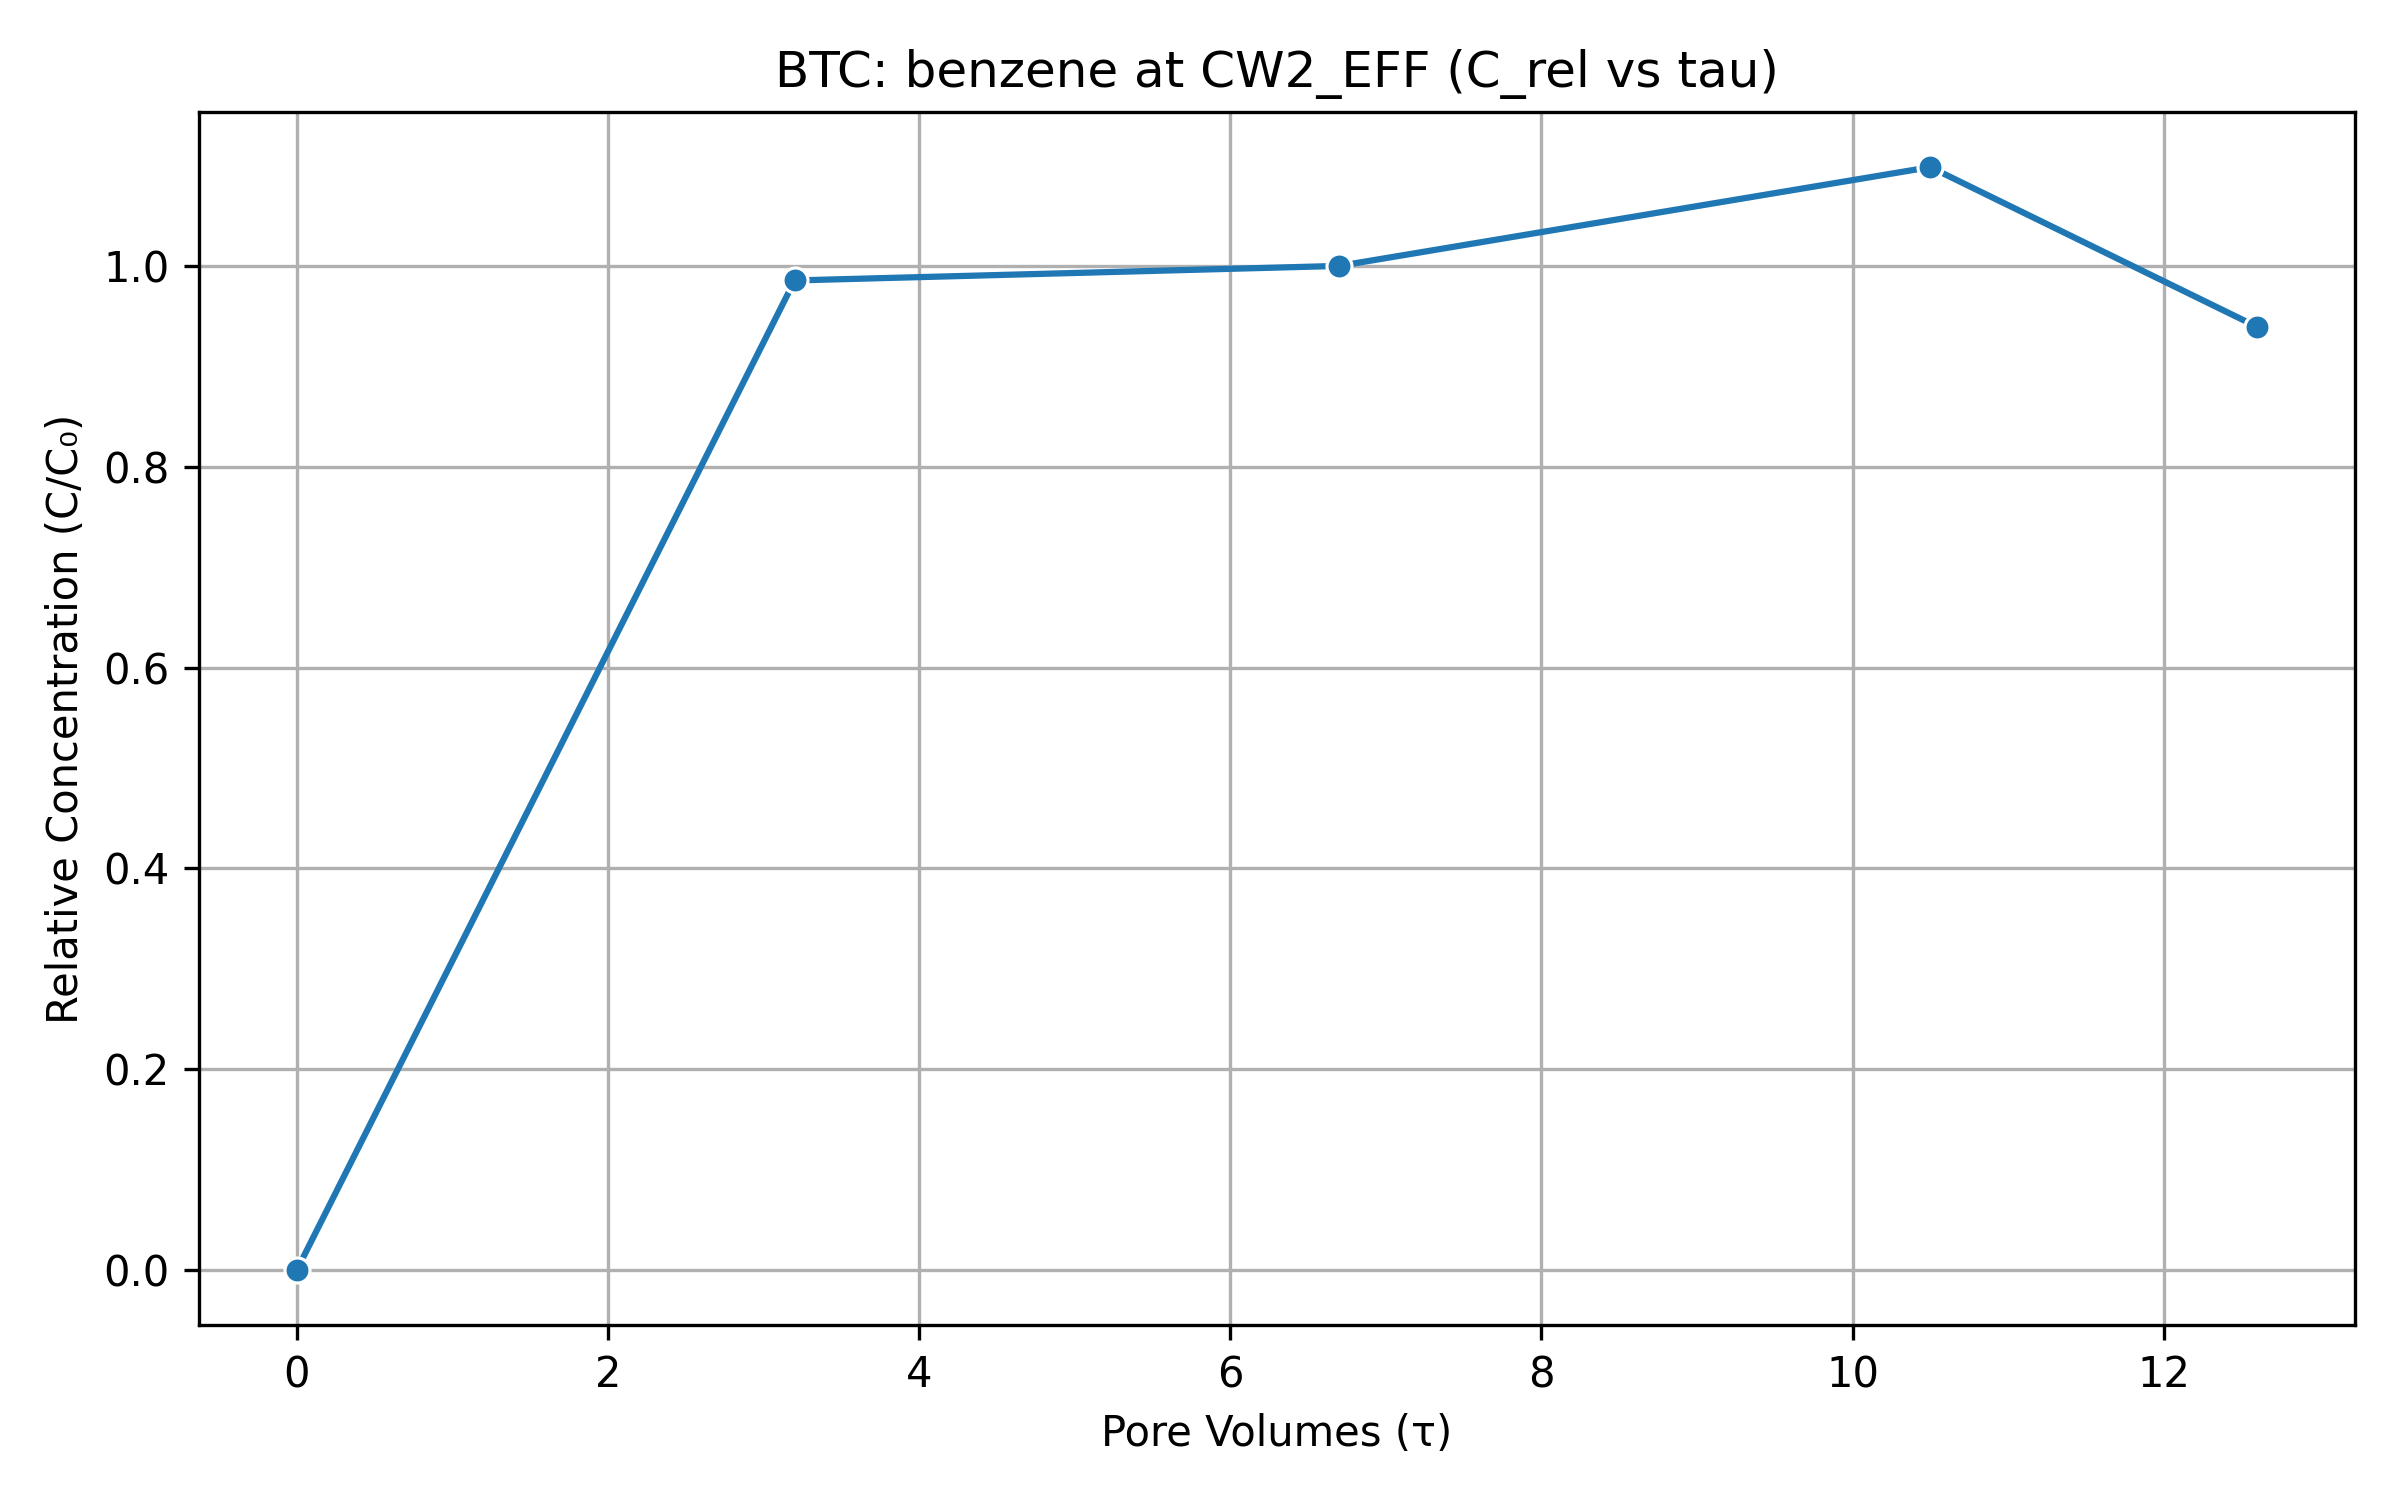 BTC: benzene at CW2_EFF (C_rel vs tau)
Relative Concentration (C/C₀)
1.0
0.8
0.6
0.4
0.2
0.0
0 2 4 6 8 10 12
Pore Volumes (τ)